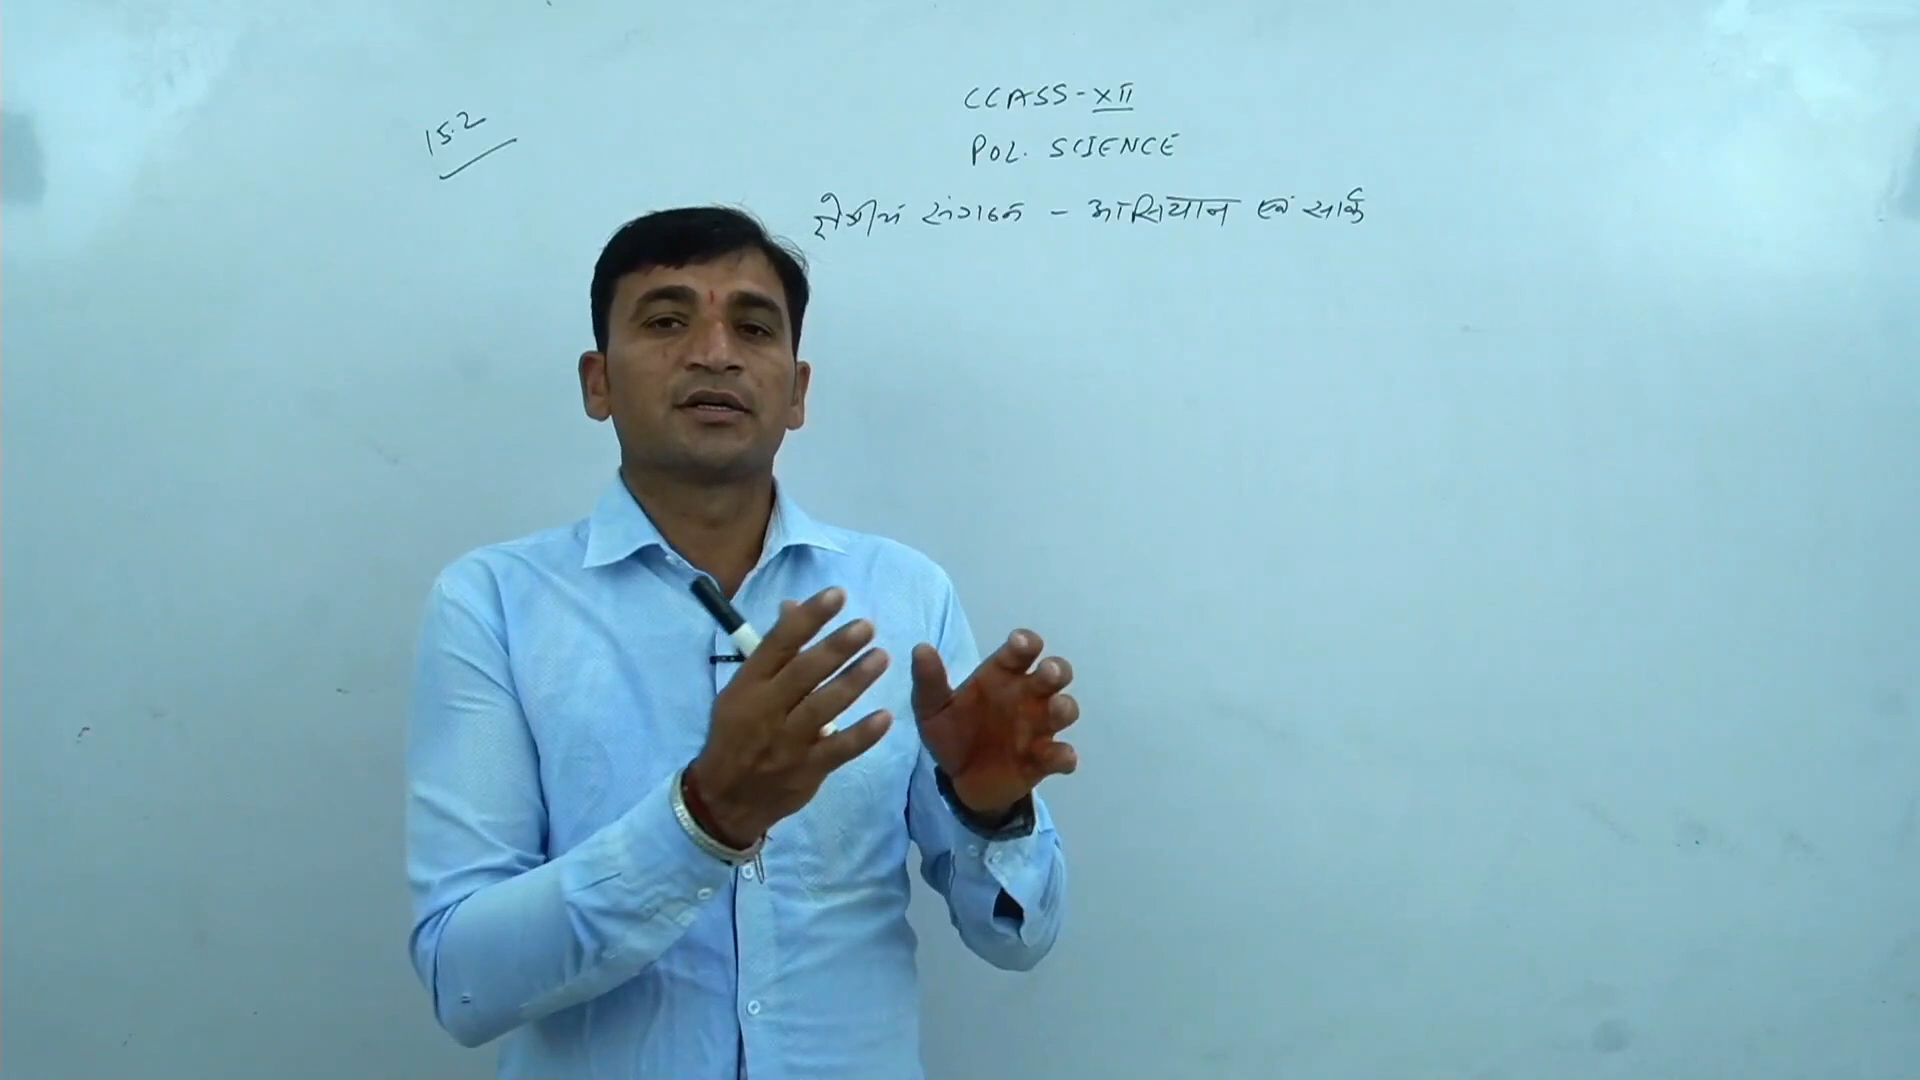 15.2
CLASS-XII
POL. SCIENCE
क्षेत्रीय संगठन - आसियान एवं सार्क